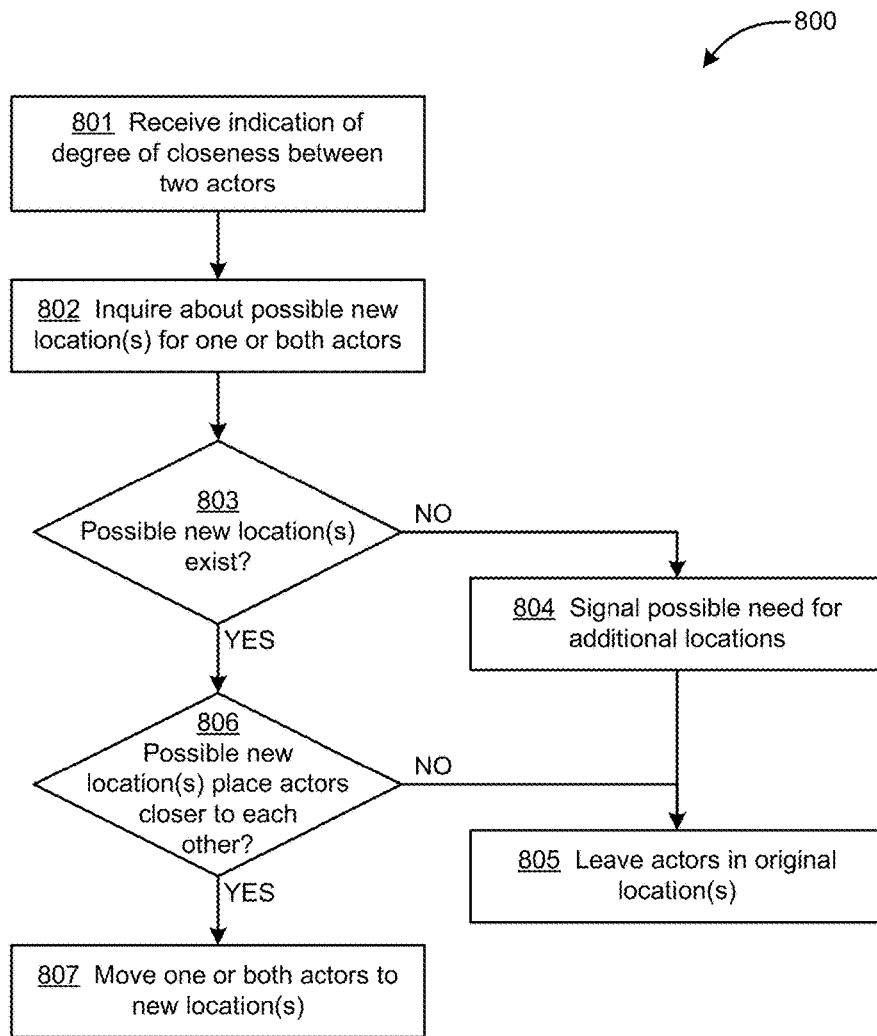 800
801 Receive indication of
degree of closeness between
two actors
802 Inquire about possible new
location(s) for one or both actors
803
Possible new location(s)
exist?
NO
804 Signal possible need for
additional locations
YES
806
Possible new
location(s) place actors
closer to each
other?
NO
805 Leave actors in original
location(s)
YES
807 Move one or both actors to
new location(s)